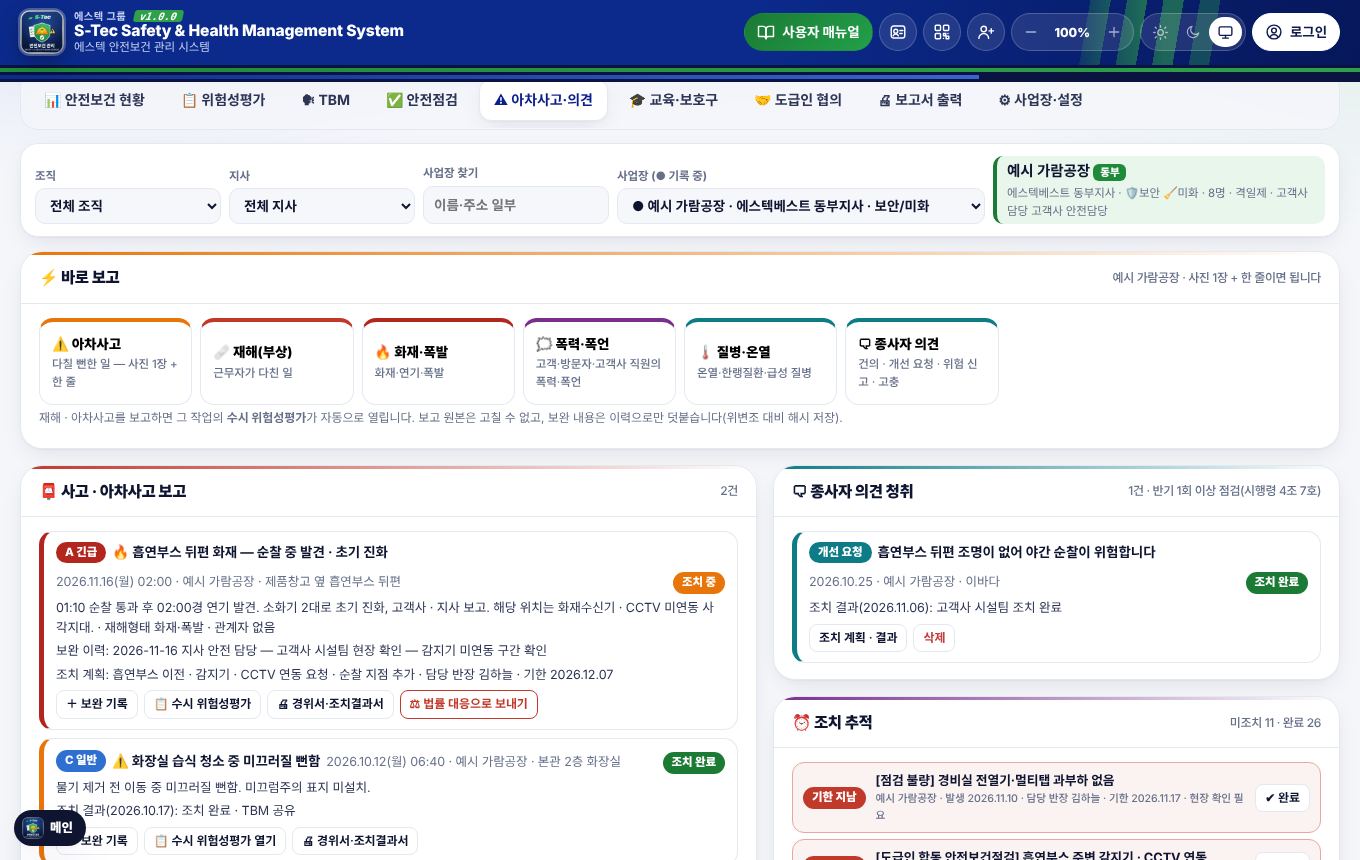 에스텍 그룹 v1.0.0
S-Tec Safety & Health Management System
에스텍 안전보건 관리 시스템
사용자 매뉴얼
100%
로그인
안전보건 현황
위험성평가
TBM
안전점검
아차사고·의견
교육·보호구
도급인 협의
보고서 출력
사업장·설정
조직
전체 조직
지사
전체 지사
사업장 찾기
이름·주소 일부
사업장 (● 기록 중)
● 예시 가람공장 · 에스텍베스트 동부지사 · 보안/미화
예시 가람공장 동부
에스텍베스트 동부지사 · 🛡️보안 🧹미화 · 8명 · 격일제 · 고객사
담당 고객사 안전담당
⚡ 바로 보고
예시 가람공장 · 사진 1장 + 한 줄이면 됩니다
⚠️ 아차사고
다칠 뻔한 일 — 사진 1장 +
한 줄
🩹 재해(부상)
근무자가 다친 일
🔥 화재·폭발
화재·연기·폭발
🗯 폭력·폭언
고객·방문자·고객사 직원의
폭력·폭언
🌡️ 질병·온열
온열·한랭질환·급성 질병
🗨 종사자 의견
건의 · 개선 요청 · 위험 신
고 · 고충
재해 · 아차사고를 보고하면 그 작업의 수시 위험성평가가 자동으로 열립니다. 보고 원본은 고칠 수 없고, 보완 내용은 이력으로만 덧붙습니다(위변조 대비 해시 저장).
📮 사고 · 아차사고 보고
2건
A 긴급 🔥 흡연부스 뒤편 화재 — 순찰 중 발견 · 초기 진화
2026.11.16(월) 02:00 · 예시 가람공장 · 제품창고 옆 흡연부스 뒤편
조치 중
01:10 순찰 통과 후 02:00경 연기 발견. 소화기 2대로 초기 진화, 고객사 · 지사 보고. 해당 위치는 화재수신기 · CCTV 미연동 사
각지대. · 재해형태 화재·폭발 · 관계자 없음
보완 이력: 2026-11-16 지사 안전 담당 — 고객사 시설팀 현장 확인 — 감지기 미연동 구간 확인
조치 계획: 흡연부스 이전 · 감지기 · CCTV 연동 요청 · 순찰 지점 추가 · 담당 반장 김하늘 · 기한 2026.12.07
＋ 보완 기록
📋 수시 위험성평가
🖨 경위서·조치결과서
⚖ 법률 대응으로 보내기
C 일반 ⚠️ 화장실 습식 청소 중 미끄러질 뻔함 2026.10.12(월) 06:40 · 예시 가람공장 · 본관 2층 화장실
조치 완료
물기 제거 전 이동 중 미끄러질 뻔함. 미끄럼주의 표지 미설치.
조치 결과(2026.10.17): 조치 완료 · TBM 공유
보완 기록
📋 수시 위험성평가 열기
🖨 경위서·조치결과서
메인
🗨 종사자 의견 청취
1건 · 반기 1회 이상 점검(시행령 4조 7호)
개선 요청 흡연부스 뒤편 조명이 없어 야간 순찰이 위험합니다
2026.10.25 · 예시 가람공장 · 이바다
조치 완료
조치 결과(2026.11.06): 고객사 시설팀 조치 완료
조치 계획 · 결과
삭제
⏰ 조치 추적
미조치 11 · 완료 26
기한 지남
[점검 불량] 경비실 전열기·멀티탭 과부하 없음
예시 가람공장 · 발생 2026.11.10 · 담당 반장 김하늘 · 기한 2026.11.17 · 현장 확인 필
요
✔ 완료
[도급인 합동 안전보건점검] 흡연부스 주변 감지기 · CCTV 연동